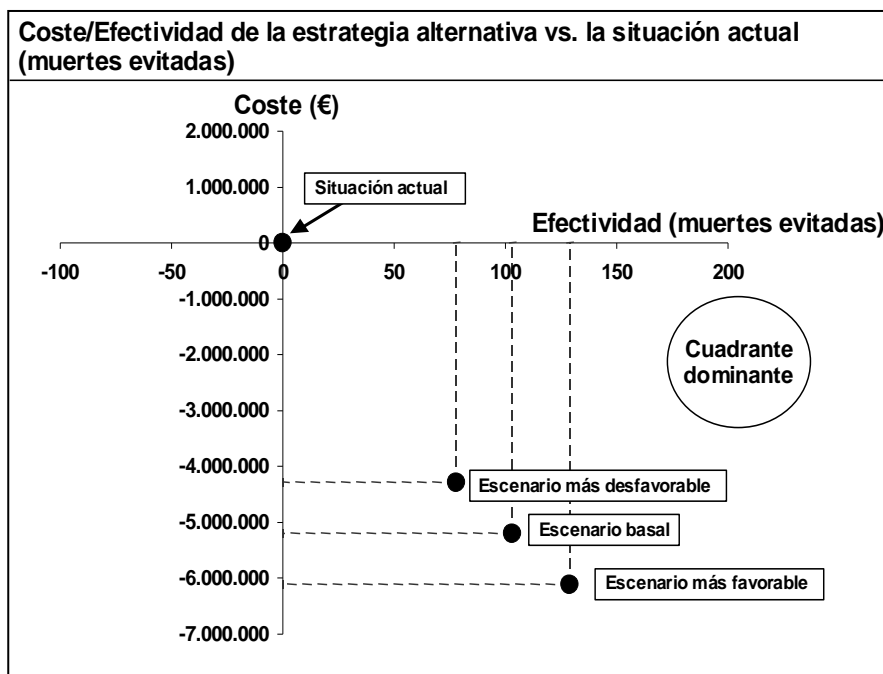 Coste/Efectividad de la estrategia alternativa vs. la situación actual
(muertes evitadas)
Coste (€)
2.000.000
1.000.000
Situación actual
Efectividad (muertes evitadas)
0
-100
-50
0
50
100
150
200
-1.000.000
Cuadrante
dominante
-2.000.000
-3.000.000
-4.000.000
Escenario más desfavorable
-5.000.000
Escenario basal
-6.000.000
Escenario más favorable
-7.000.000